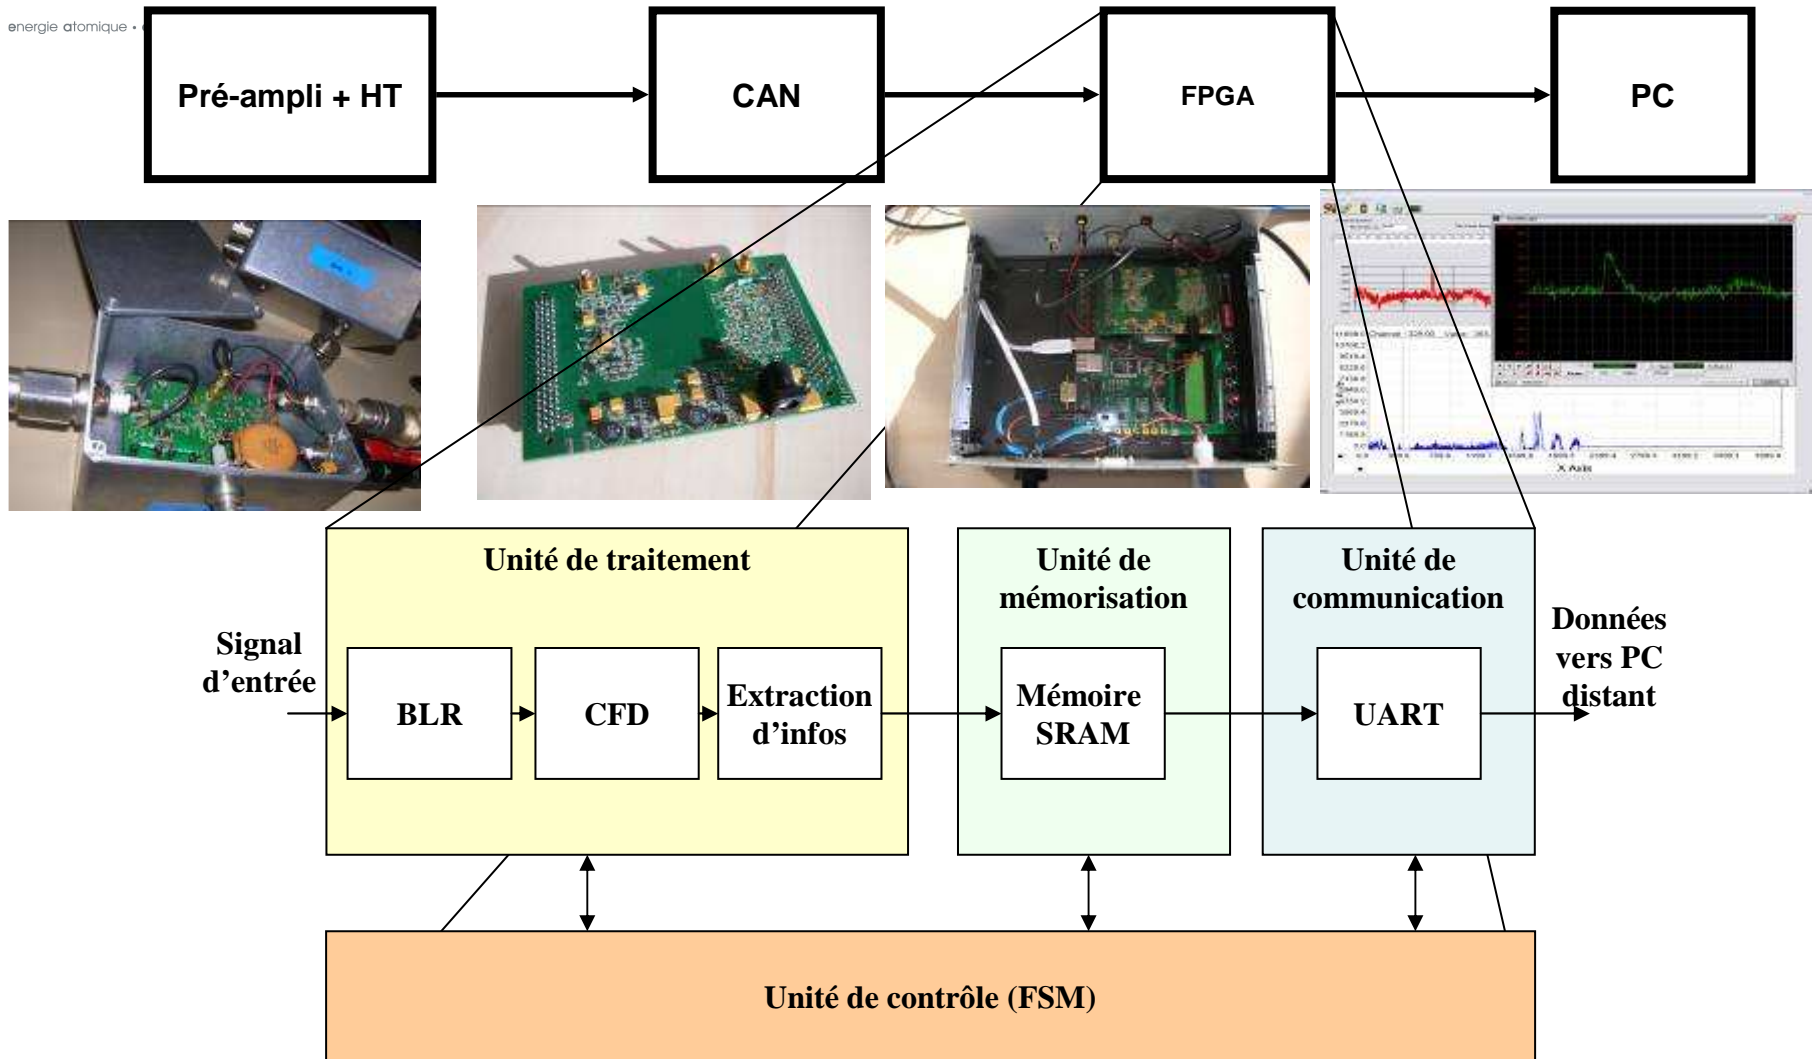 energie atomique •
Pré-ampli + HT
CAN
FPGA
PC
X Axis
Unité de traitement
Unité de
mémorisation
Unité de
communication
Signal
d’entrée
BLR
CFD
Extraction
d’infos
Mémoire
SRAM
UART
Données
vers PC
distant
Unité de contrôle (FSM)